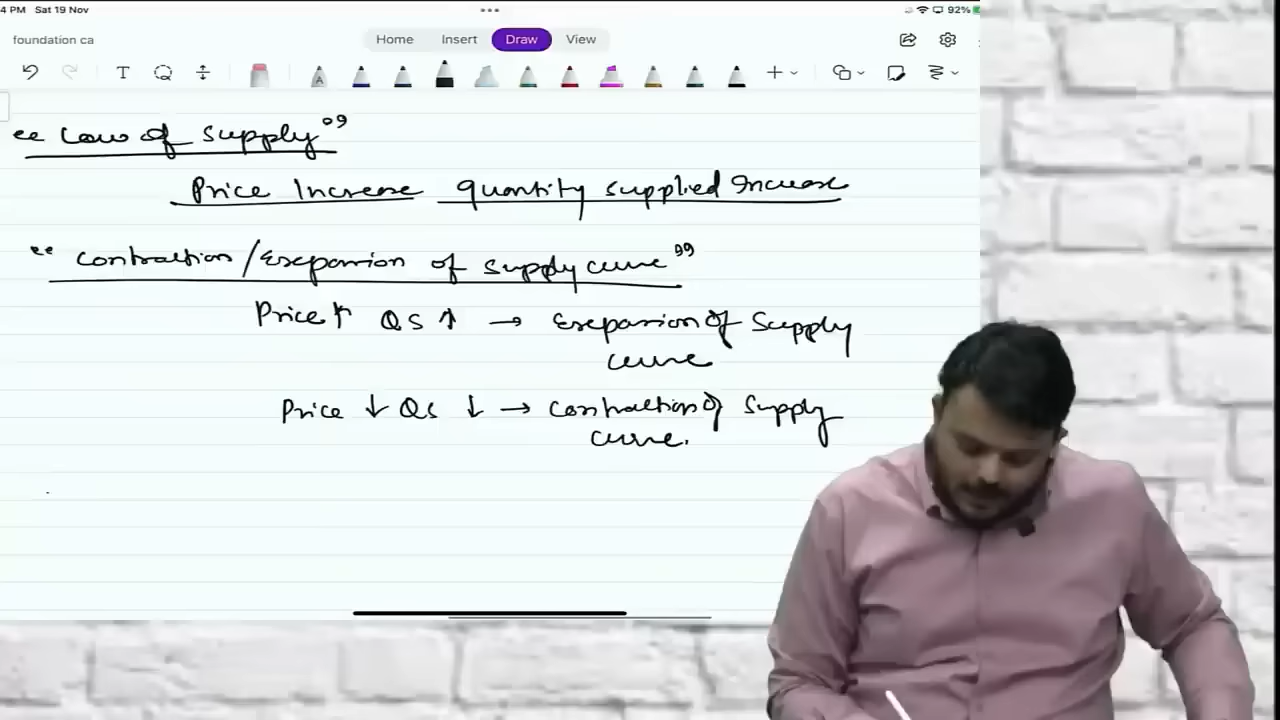 4 PM Sat 19 Nov
92%
foundation ca
Home Insert Draw View
"Law of Supply"
Price Increase quantity supplied Increase
"Contraction/Expansion of supply curve"
Price ↑ QS ↑ → Expansion of Supply
curve
Price ↓ QS ↓ → Contraction of Supply
curve.